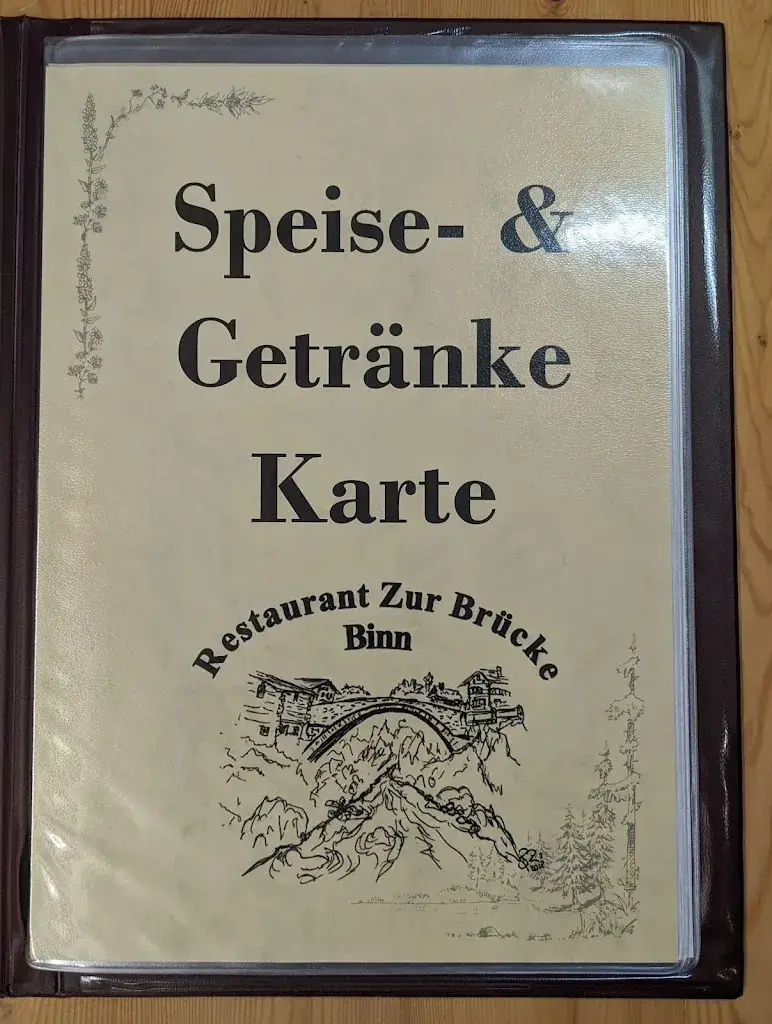 Speise- &
Getränke
Karte
Restaurant Zur Brücke
Binn